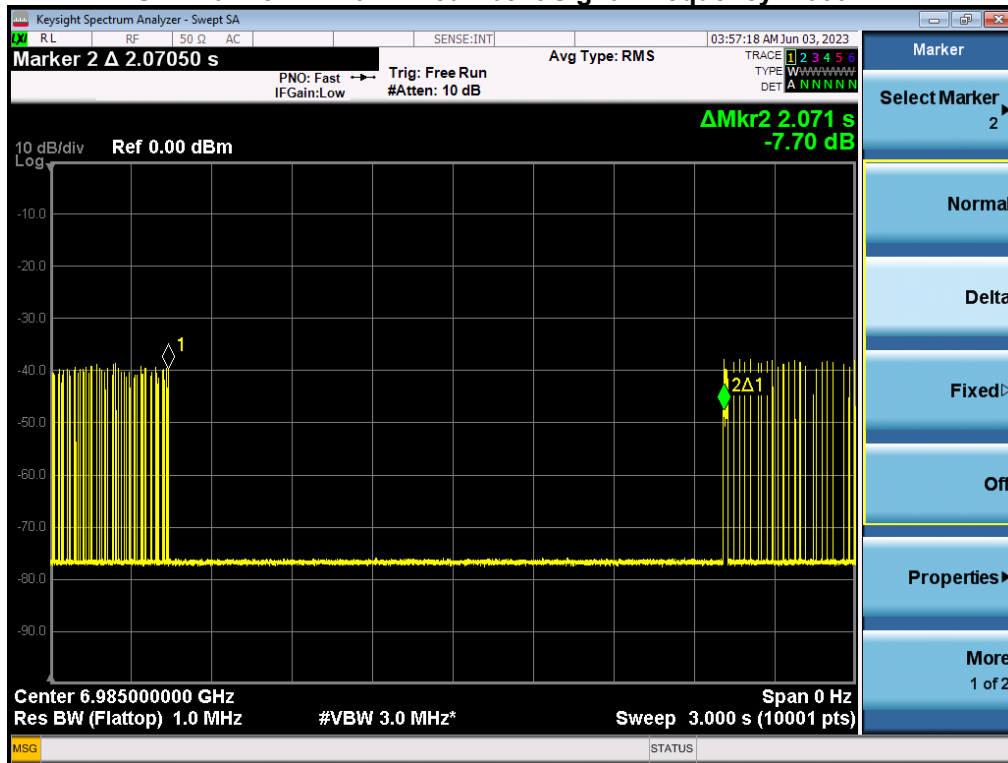 Keysight Spectrum Analyzer - Swept SA
LXI RL RF 50 Ω AC SENSE:INT 03:57:18 AM Jun 03, 2023
Marker 2 Δ 2.07050 s
PNO: Fast
IFGain:Low
Trig: Free Run
#Atten: 10 dB
Avg Type: RMS
TRACE 1 2 3 4 5 6
TYPE WWWWWW
DET A N N N N N
ΔMkr2 2.071 s
-7.70 dB
10 dB/div Ref 0.00 dBm
Log
-10.0
-20.0
-30.0
-40.0
-50.0
-60.0
-70.0
-80.0
-90.0
1
2Δ1
Center 6.985000000 GHz Span 0 Hz
Res BW (Flattop) 1.0 MHz #VBW 3.0 MHz* Sweep 3.000 s (10001 pts)
MSG STATUS
Marker
Select Marker
2
Normal
Delta
Fixed
Off
Properties
More
1 of 2